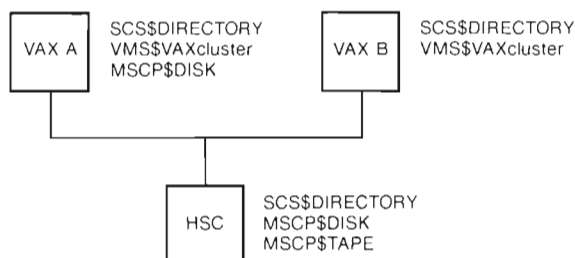 VAX A
SCS$DIRECTORY
VMS$VAXcluster
MSCP$DISK
VAX B
SCS$DIRECTORY
VMS$VAXcluster
HSC
SCS$DIRECTORY
MSCP$DISK
MSCP$TAPE